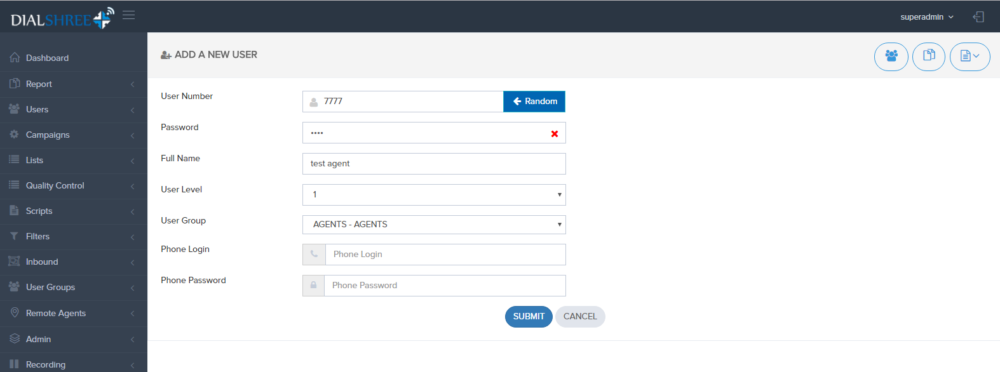 DIALSHREE
superadmin
Dashboard
Report
Users
Campaigns
Lists
Quality Control
Scripts
Filters
Inbound
User Groups
Remote Agents
Admin
Recording
ADD A NEW USER
User Number
7777
Random
Password
••••
Full Name
test agent
User Level
1
User Group
AGENTS - AGENTS
Phone Login
Phone Login
Phone Password
Phone Password
SUBMIT
CANCEL